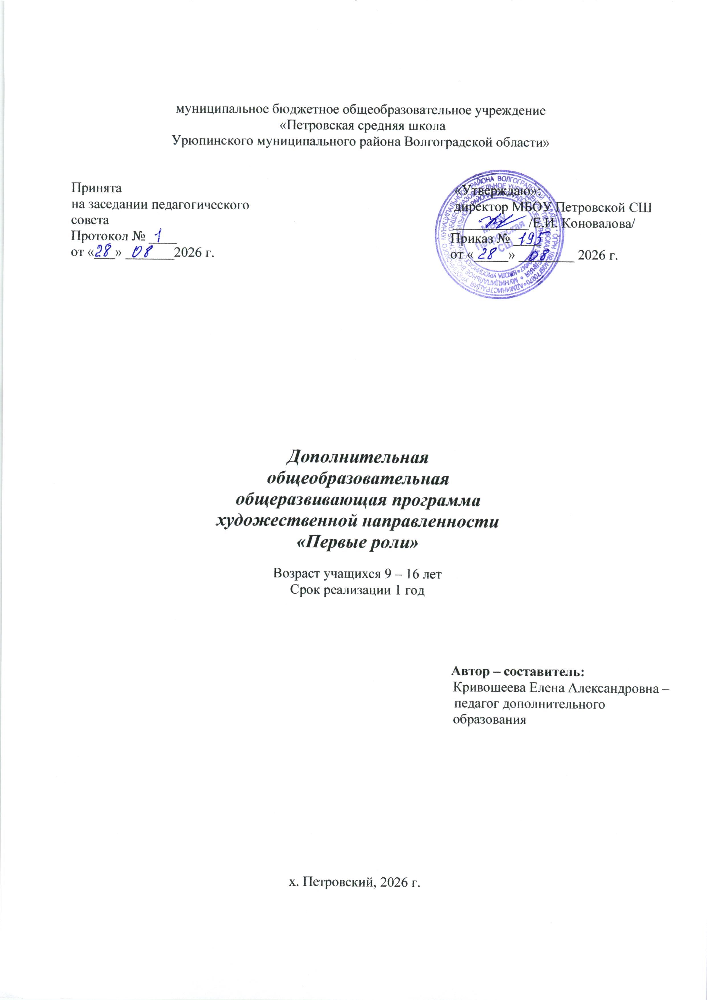 муниципальное бюджетное общеобразовательное учреждение
«Петровская средняя школа
Урюпинского муниципального района Волгоградской области»
Принята
на заседании педагогического
совета
Протокол № 1
от «28» 08 2026 г.
«Утверждаю»:
директор МБОУ Петровской СШ
/Е.И. Коновалова/
Приказ № 195
от «28» 08 2026 г.
МБОУ
Петровская
СШ
Дополнительная
общеобразовательная
общеразвивающая программа
художественной направленности
«Первые роли»
Возраст учащихся 9 – 16 лет
Срок реализации 1 год
Автор – составитель:
Кривошеева Елена Александровна –
педагог дополнительного
образования
х. Петровский, 2026 г.